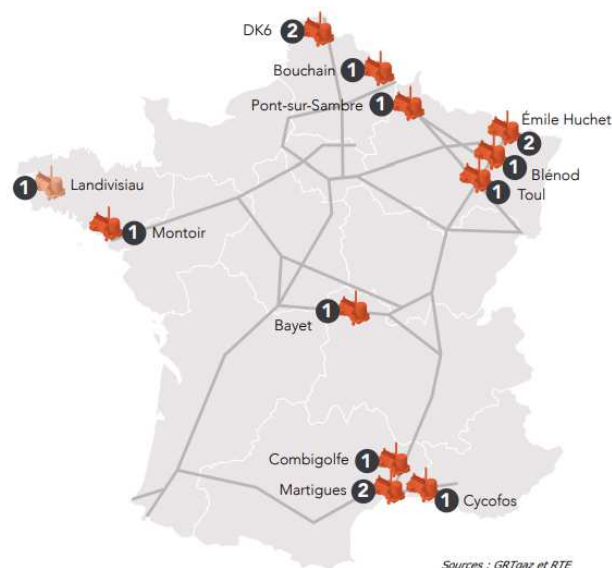 DK6 2
Bouchain 1
Pont-sur-Sambre 1
Émile Huchet
2
1 Blénod
1 Toul
1 Landivisiau
1 Montoir
Bayet 1
Combigolfe 1
Martigues 2
1 Cycofos
Sources : GRTgaz et RTE